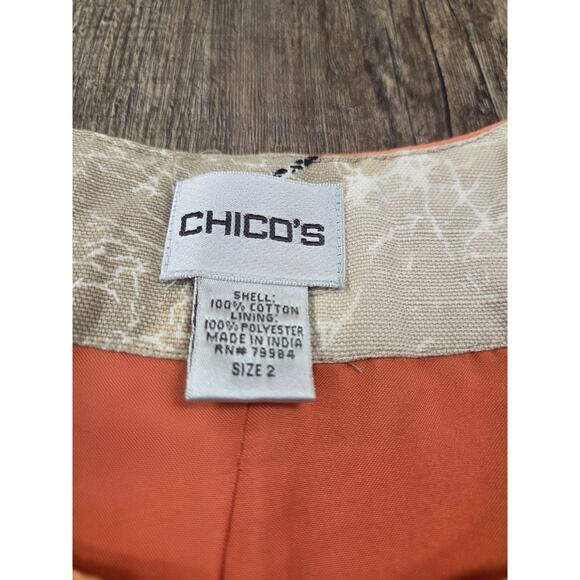 CHICO'S
SHELL:
100% COTTON
LINING:
100% POLYESTER
MADE IN INDIA
RN# 79984
SIZE 2